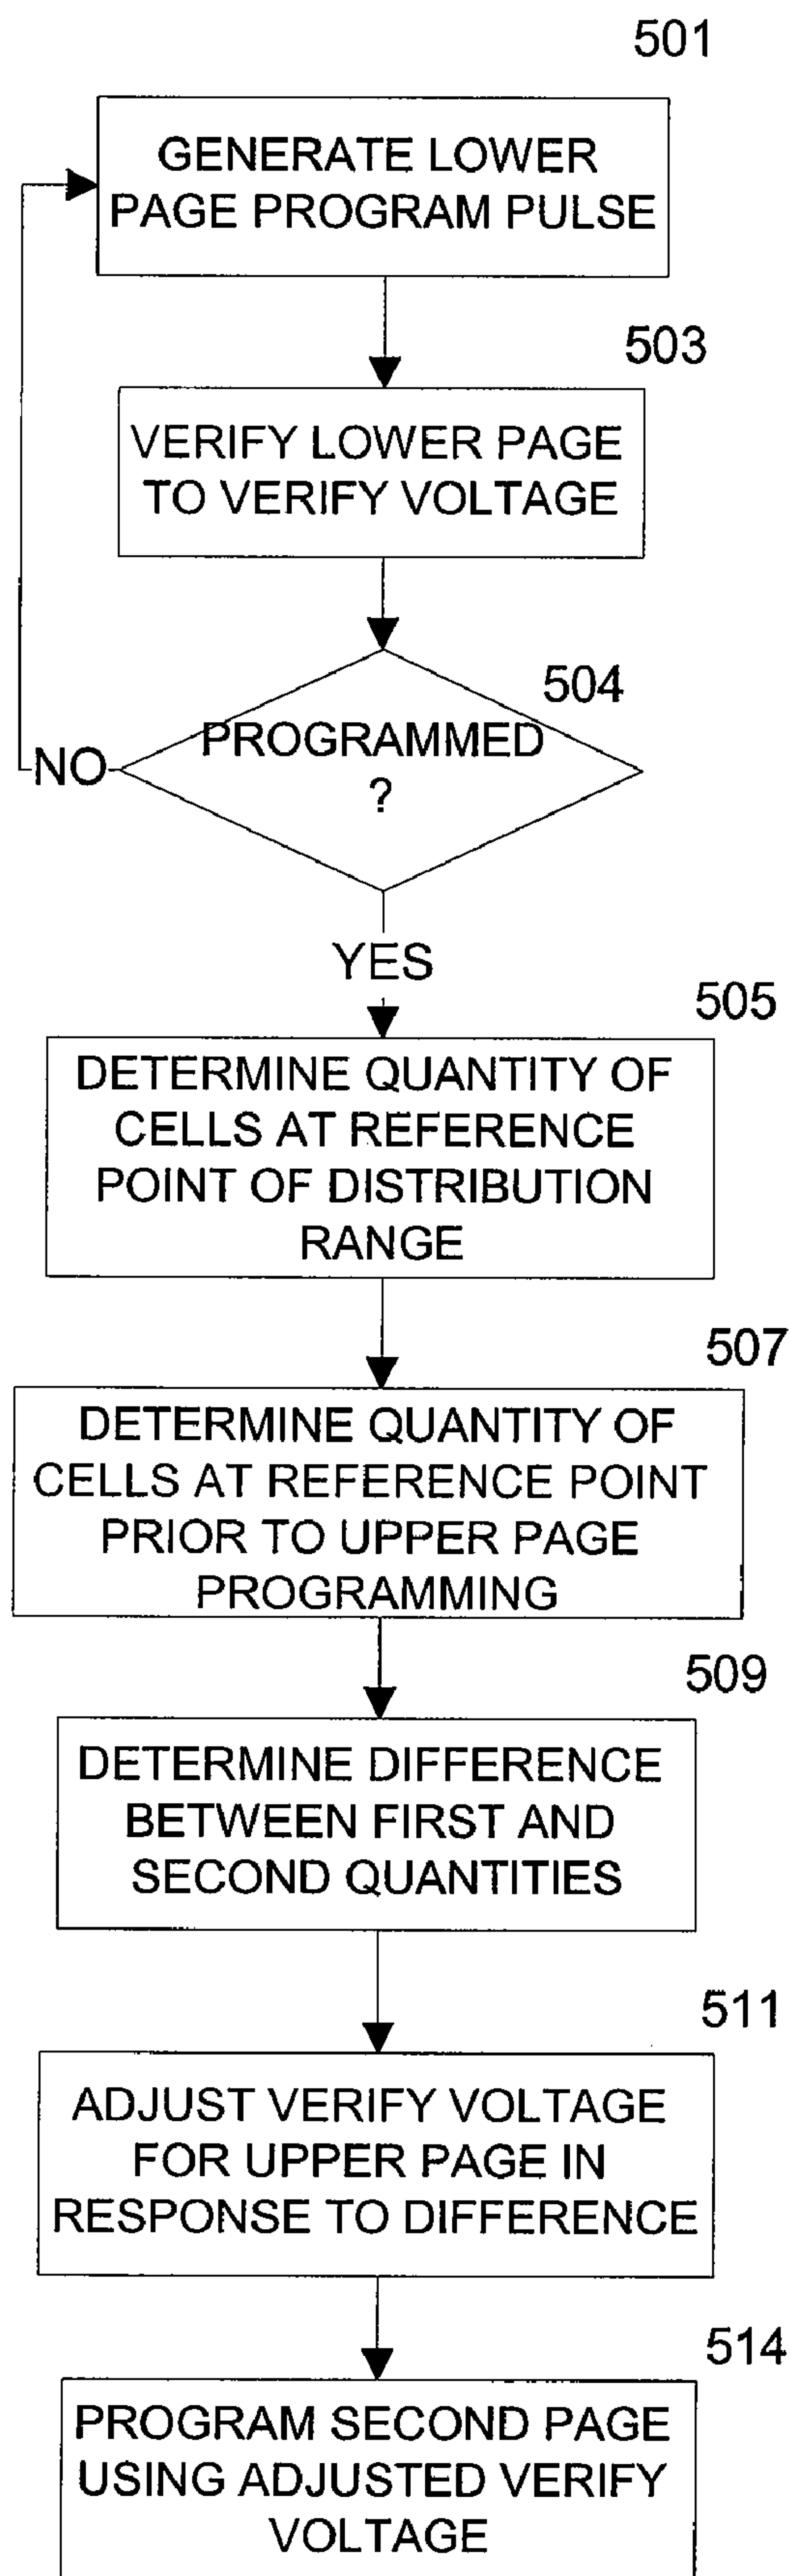 501
GENERATE LOWER
PAGE PROGRAM PULSE
503
VERIFY LOWER PAGE
TO VERIFY VOLTAGE
504
PROGRAMMED
?
NO
YES
505
DETERMINE QUANTITY OF
CELLS AT REFERENCE
POINT OF DISTRIBUTION
RANGE
507
DETERMINE QUANTITY OF
CELLS AT REFERENCE POINT
PRIOR TO UPPER PAGE
PROGRAMMING
509
DETERMINE DIFFERENCE
BETWEEN FIRST AND
SECOND QUANTITIES
511
ADJUST VERIFY VOLTAGE
FOR UPPER PAGE IN
RESPONSE TO DIFFERENCE
514
PROGRAM SECOND PAGE
USING ADJUSTED VERIFY
VOLTAGE